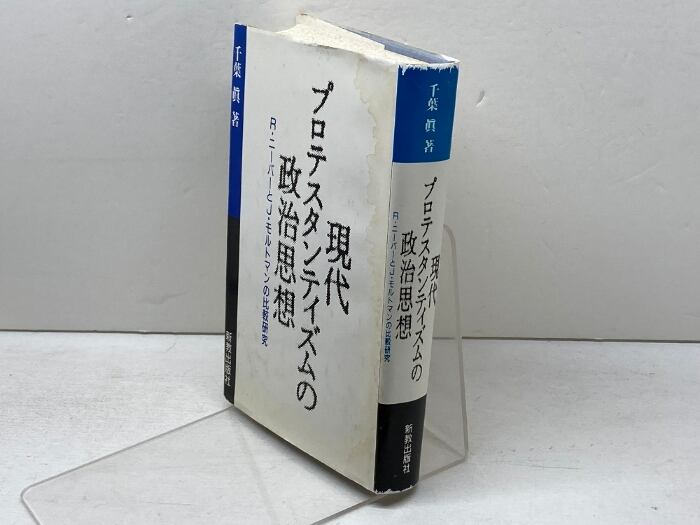 現代
プロテスタンティズムの
政治思想
R・ニーバーとJ・モルトマンの比較研究
千葉 眞 著
新教出版社
千葉 眞 著
現代
プロテスタンティズムの
政治思想
R・ニーバーとJ・モルトマンの比較研究
新教出版社